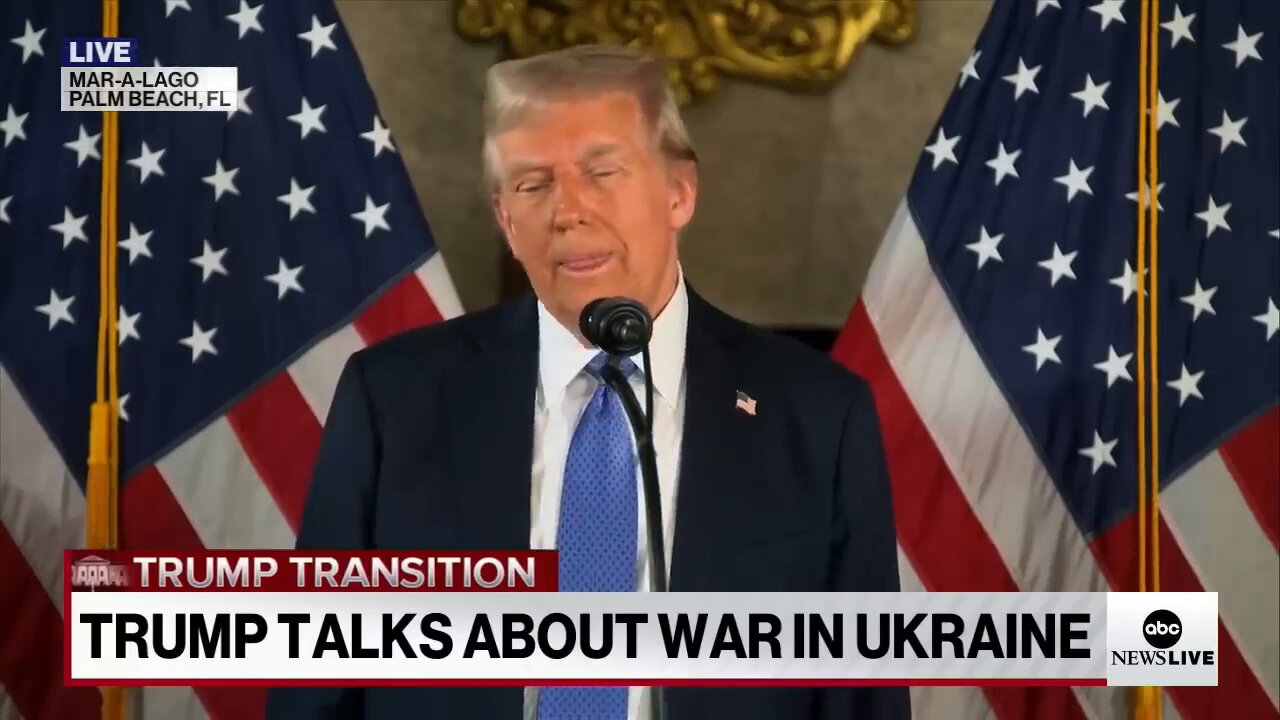 LIVE
MAR-A-LAGO
PALM BEACH, FL
TRUMP TRANSITION
TRUMP TALKS ABOUT WAR IN UKRAINE
abc
NEWS LIVE